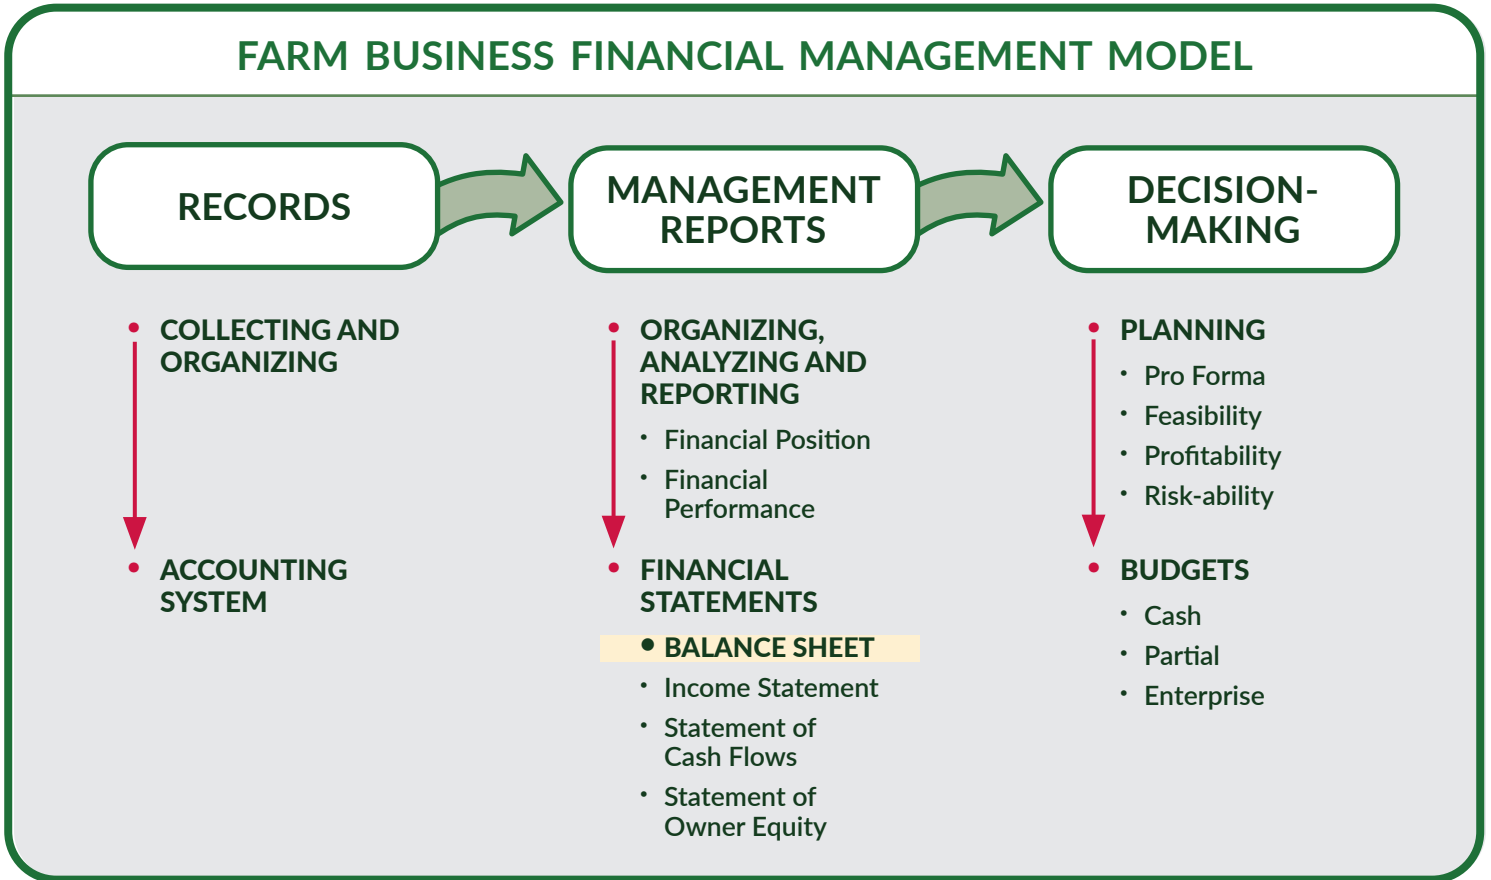 FARM BUSINESS FINANCIAL MANAGEMENT MODEL
RECORDS
COLLECTING AND
ORGANIZING
ACCOUNTING
SYSTEM
MANAGEMENT
REPORTS
ORGANIZING,
ANALYZING AND
REPORTING
Financial Position
Financial
Performance
FINANCIAL
STATEMENTS
BALANCE SHEET
Income Statement
Statement of
Cash Flows
Statement of
Owner Equity
DECISION-
MAKING
PLANNING
Pro Forma
Feasibility
Profitability
Risk-ability
BUDGETS
Cash
Partial
Enterprise